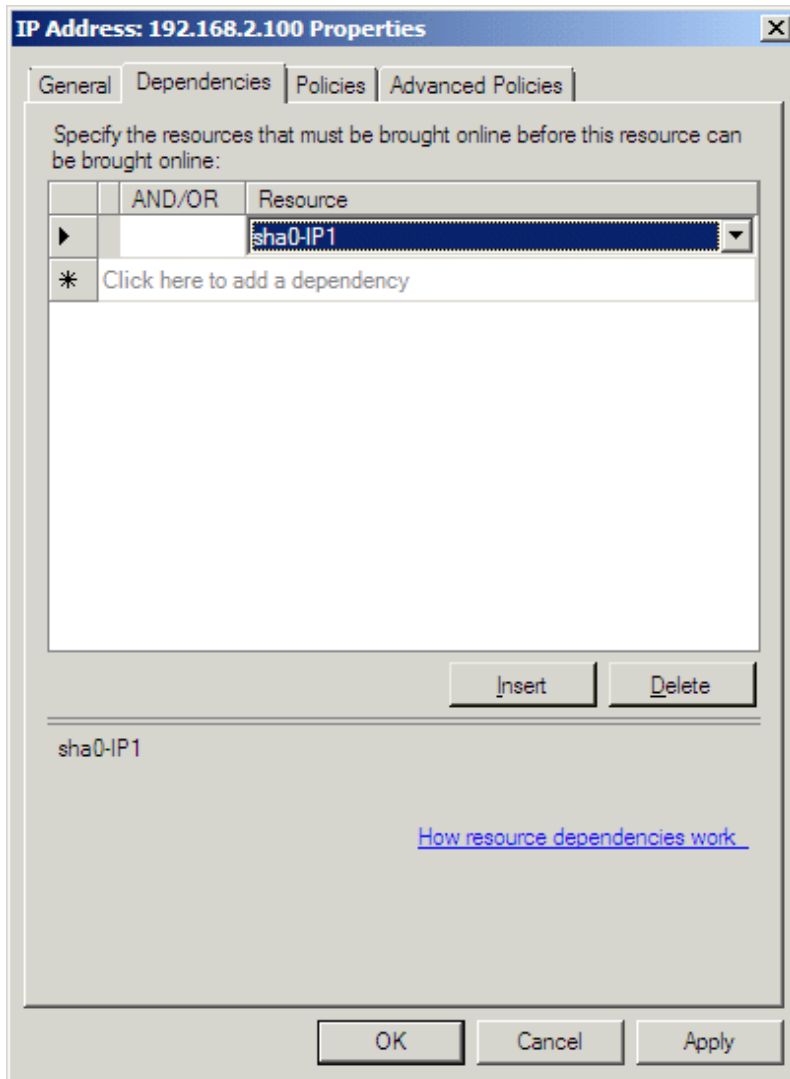 IP Address: 192.168.2.100 Properties
General Dependencies Policies Advanced Policies
Specify the resources that must be brought online before this resource can
be brought online:
AND/OR Resource
sha0-IP1
Click here to add a dependency
Insert Delete
sha0-IP1
How resource dependencies work
OK Cancel Apply